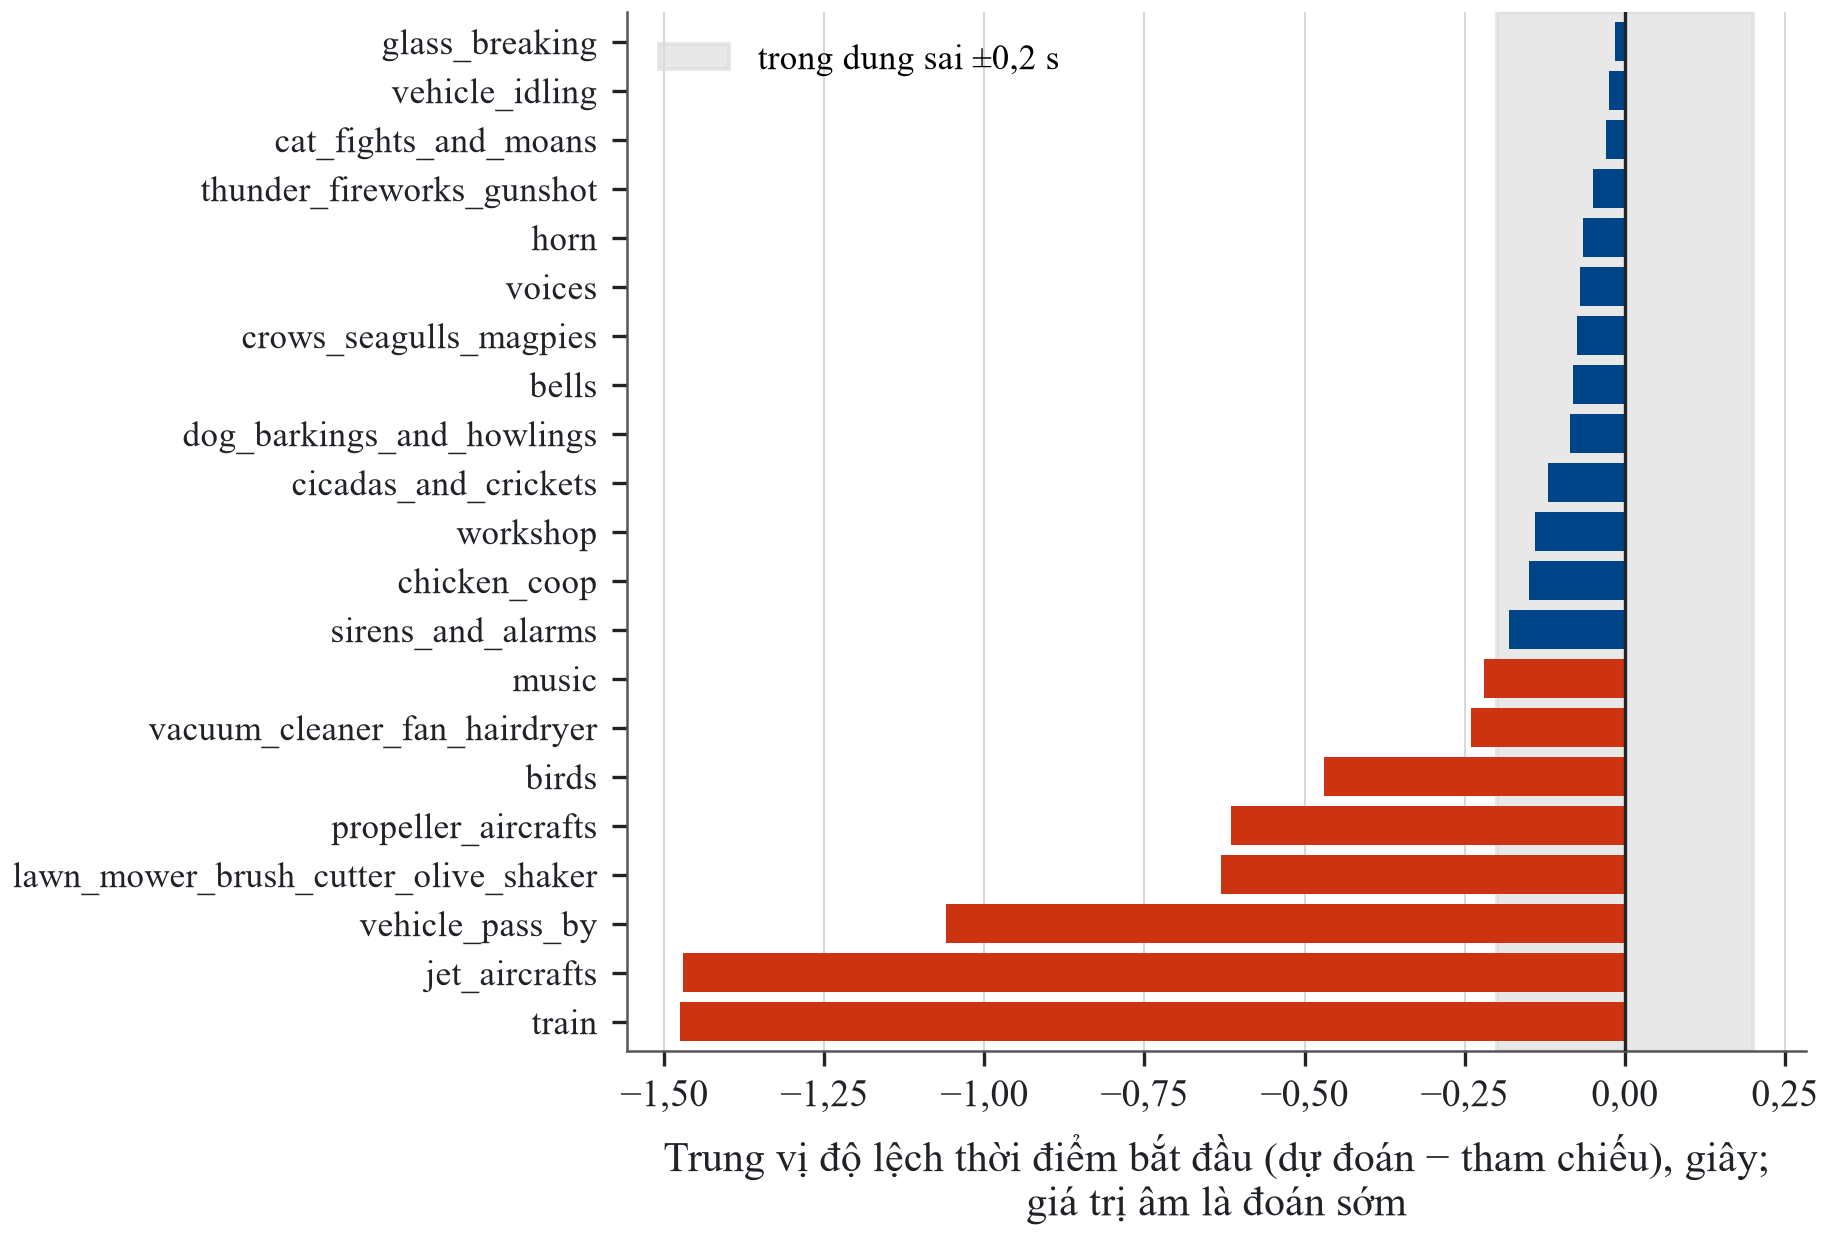 glass_breaking
trong dung sai ±0,2 s
vehicle_idling
cat_fights_and_moans
thunder_fireworks_gunshot
horn
voices
crows_seagulls_magpies
bells
dog_barkings_and_howlings
cicadas_and_crickets
workshop
chicken_coop
sirens_and_alarms
music
vacuum_cleaner_fan_hairdryer
birds
propeller_aircrafts
lawn_mower_brush_cutter_olive_shaker
vehicle_pass_by
jet_aircrafts
train
−1,50 −1,25 −1,00 −0,75 −0,50 −0,25 0,00 0,25
Trung vị độ lệch thời điểm bắt đầu (dự đoán − tham chiếu), giây;
giá trị âm là đoán sớm